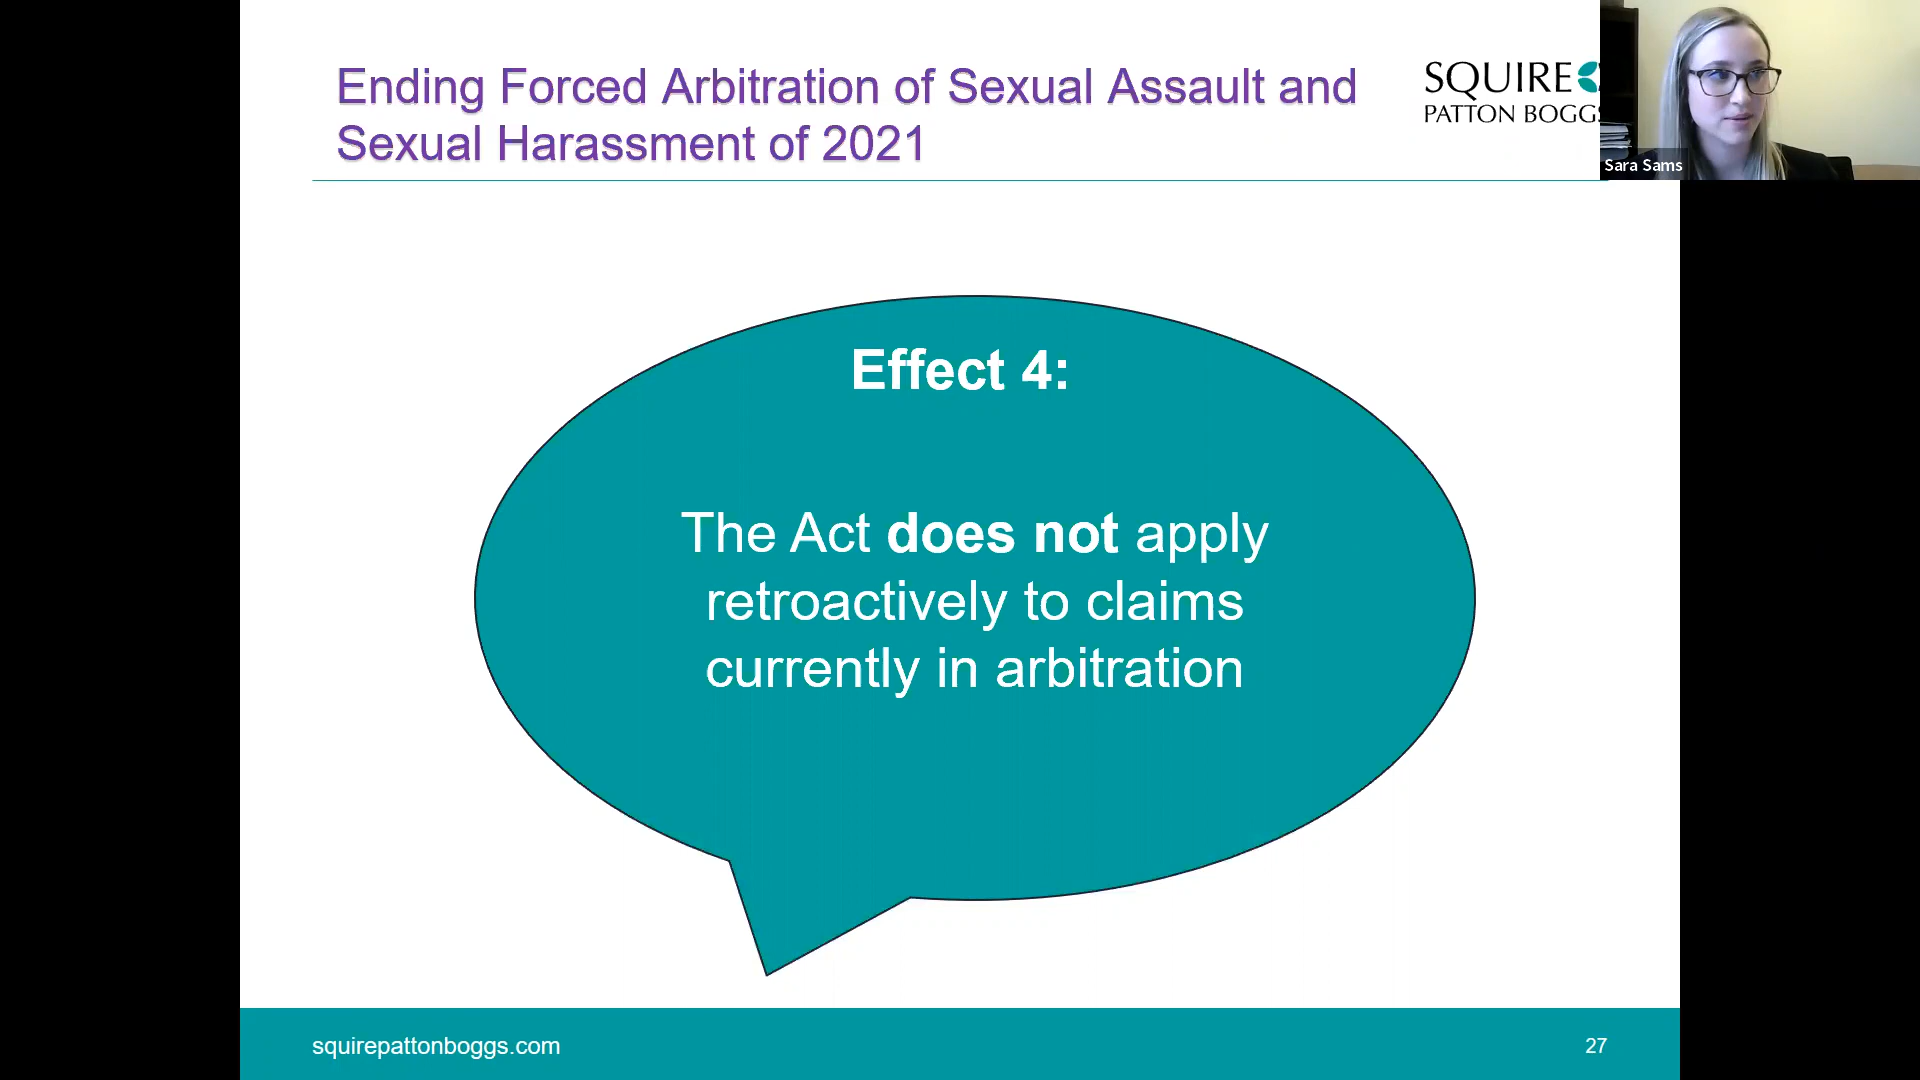 Ending Forced Arbitration of Sexual Assault and
Sexual Harassment of 2021
SQUIRE
PATTON BOGGS
Sara Sams
Effect 4:
The Act does not apply
retroactively to claims
currently in arbitration
squirepattonboggs.com
27